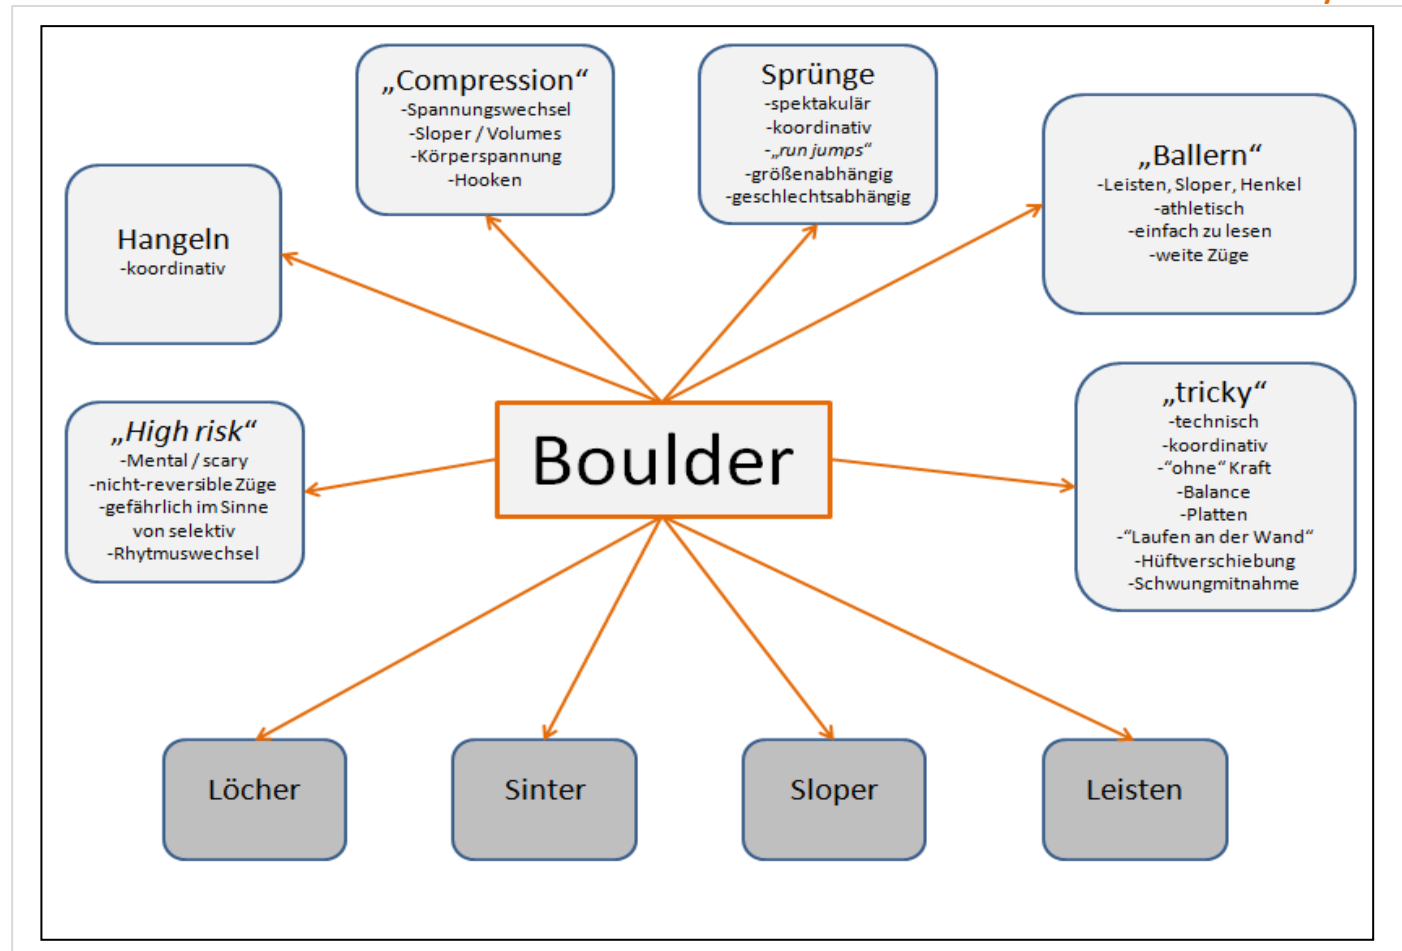 „Compression“
-Spannungswechsel
-Sloper / Volumes
-Körperspannung
-Hooken
Sprünge
-spektakulär
-koordinativ
-„run jumps“
-größenabhängig
-geschlechtsabhängig
„Ballern“
-Leisten, Sloper, Henkel
-athletisch
-einfach zu lesen
-weite Züge
Hangeln
-koordinativ
„High risk“
-Mental / scary
-nicht-reversible Züge
-gefährlich im Sinne
von selektiv
-Rhytmuswechsel
Boulder
„tricky“
-technisch
-koordinativ
-“ohne“ Kraft
-Balance
-Platten
-“Laufen an der Wand“
-Hüftverschiebung
-Schwungmitnahme
Löcher
Sinter
Sloper
Leisten